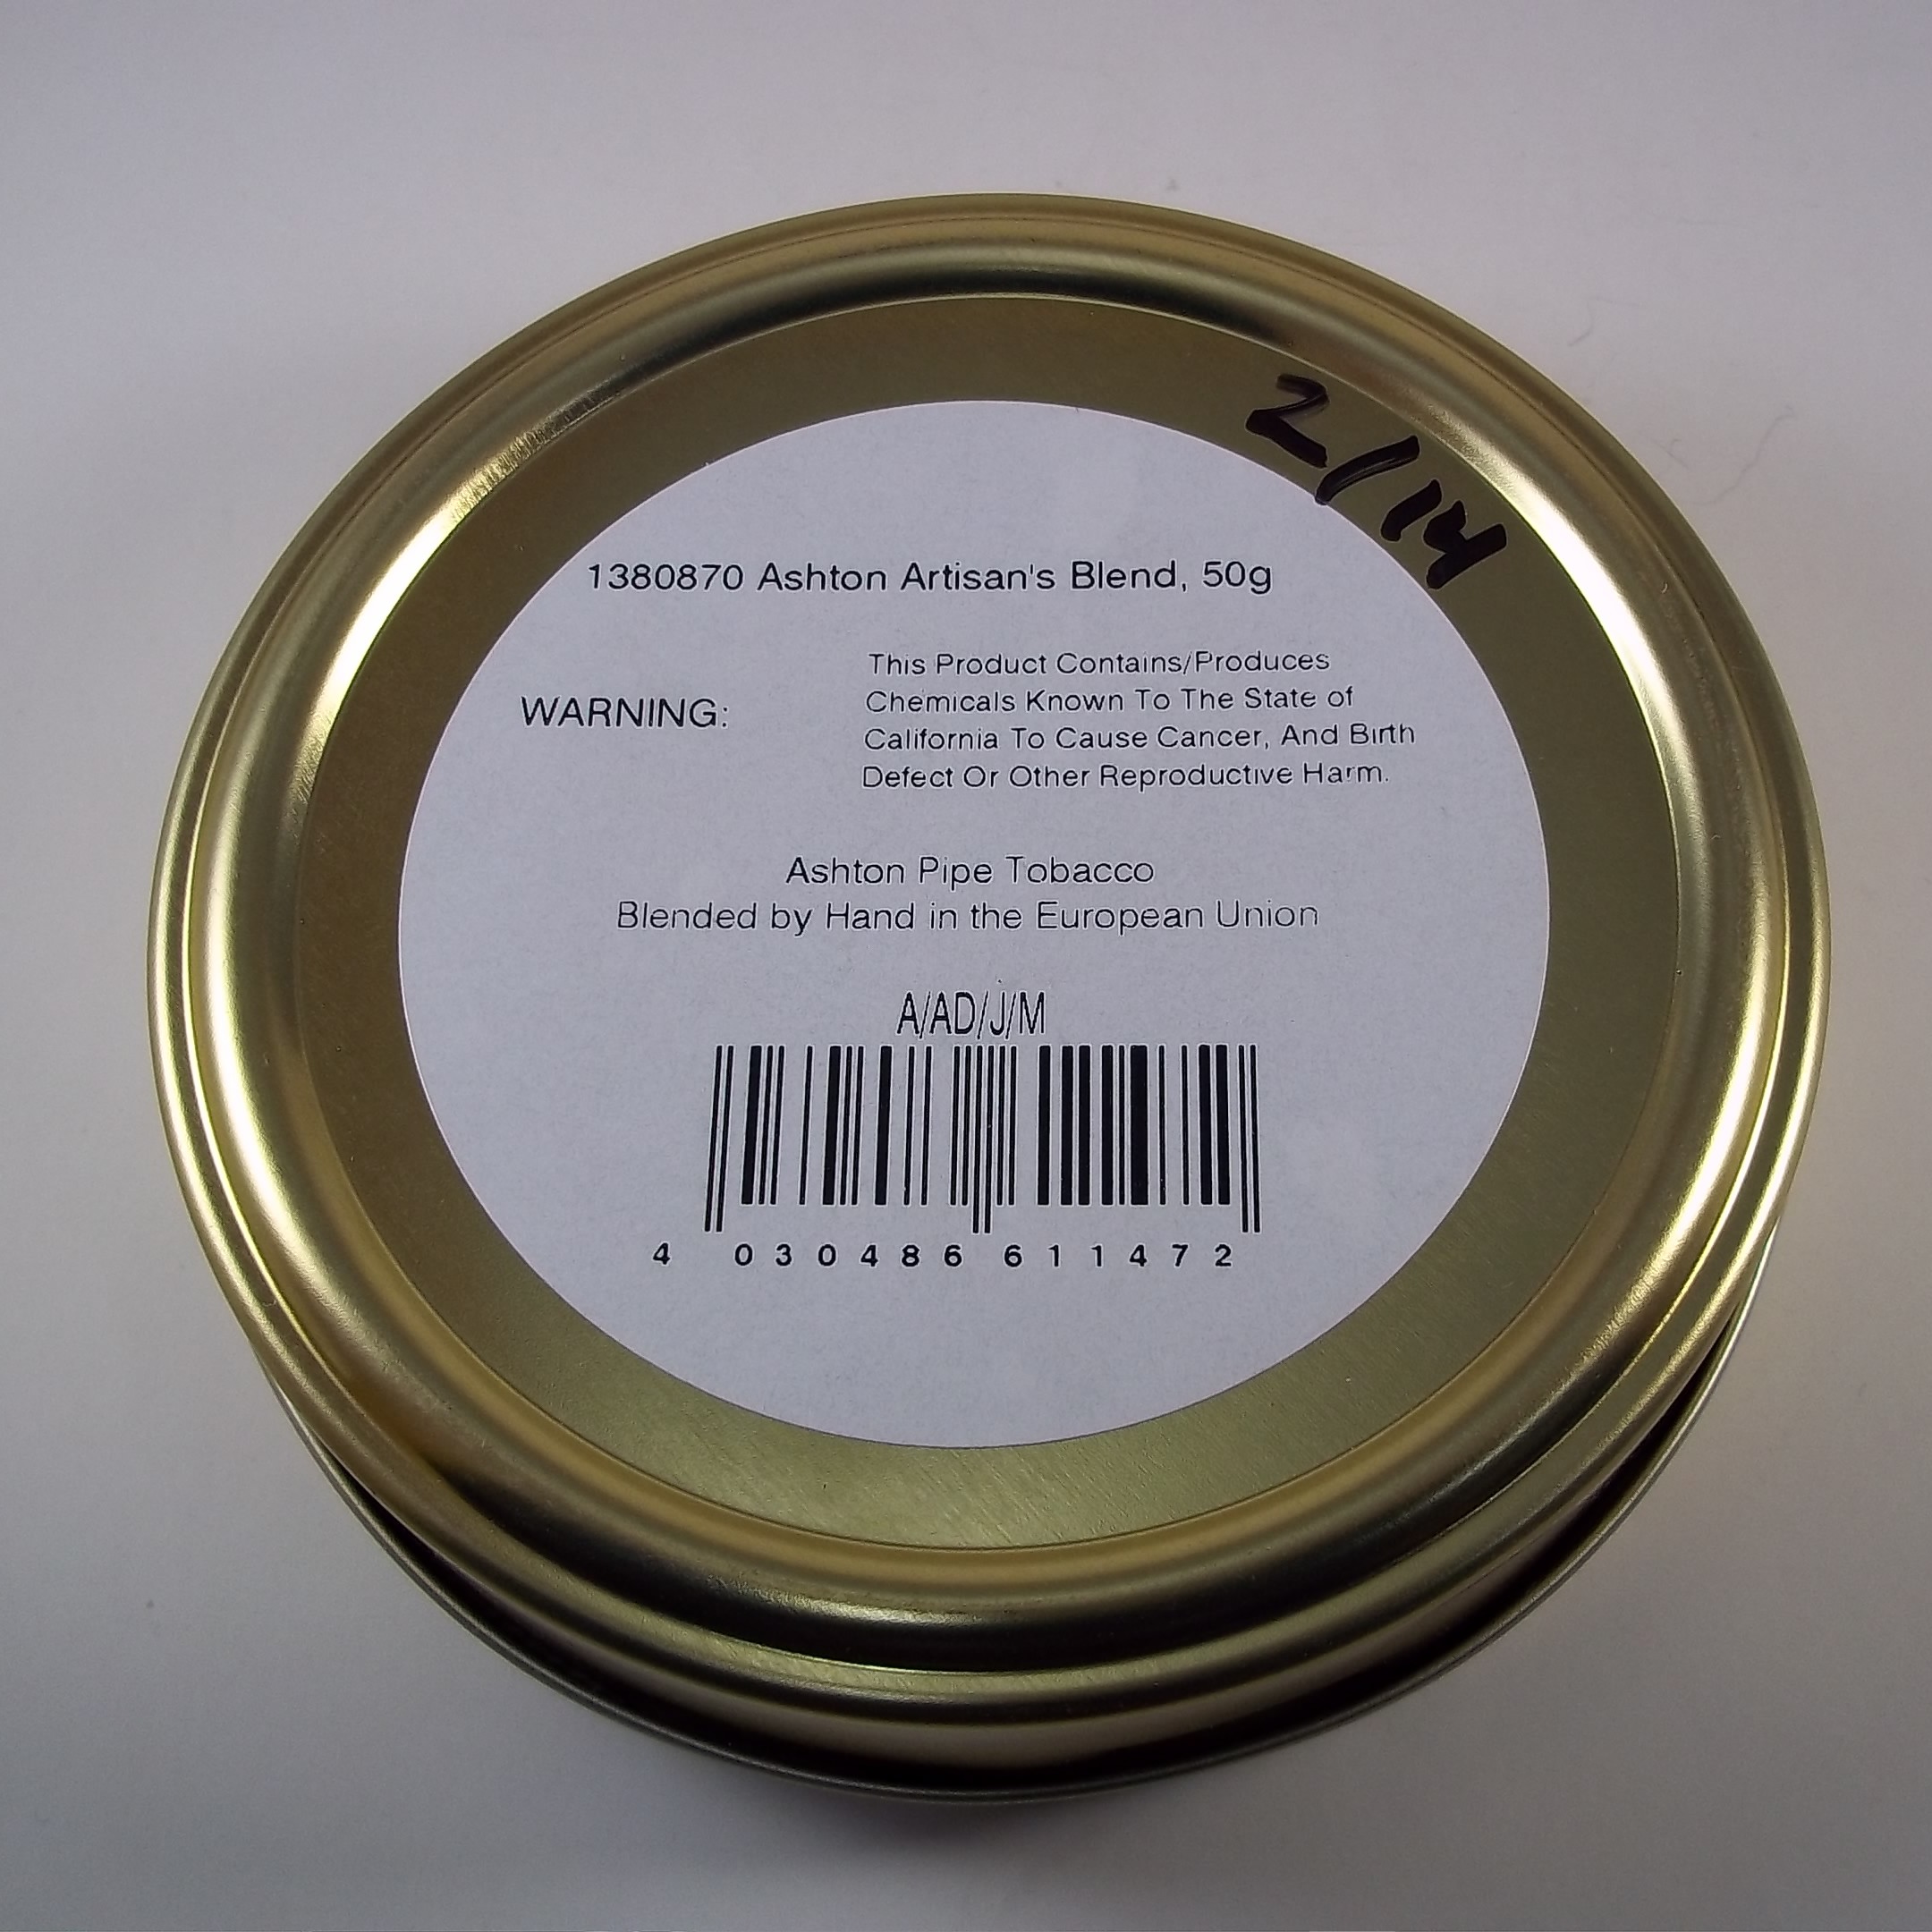 2/14
1380870 Ashton Artisan's Blend, 50g
WARNING:
This Product Contains/Produces
Chemicals Known To The State of
California To Cause Cancer, And Birth
Defect Or Other Reproductive Harm.
Ashton Pipe Tobacco
Blended by Hand in the European Union
A/AD/J/M
4 030486 611472